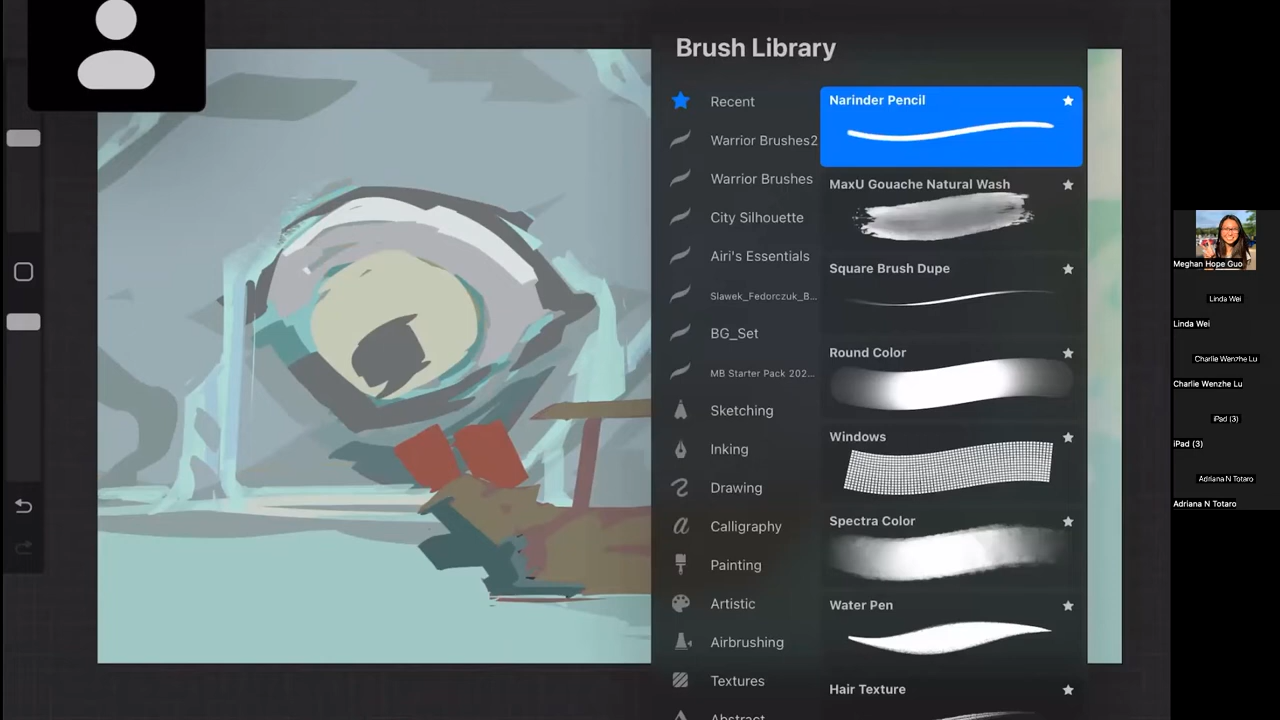 Brush Library
Recent
Warrior Brushes2
Warrior Brushes
City Silhouette
Airi's Essentials
Slawek_Fedorczuk_B...
BG_Set
MB Starter Pack 202...
Sketching
Inking
Drawing
Calligraphy
Painting
Artistic
Airbrushing
Textures
Abstract
Narinder Pencil
MaxU Gouache Natural Wash
Square Brush Dupe
Round Color
Windows
Spectra Color
Water Pen
Hair Texture
Meghan Hope Guo
Linda Wei
Linda Wei
Charlie Wenzhe Lu
Charlie Wenzhe Lu
iPad (3)
iPad (3)
Adriana N Totaro
Adriana N Totaro